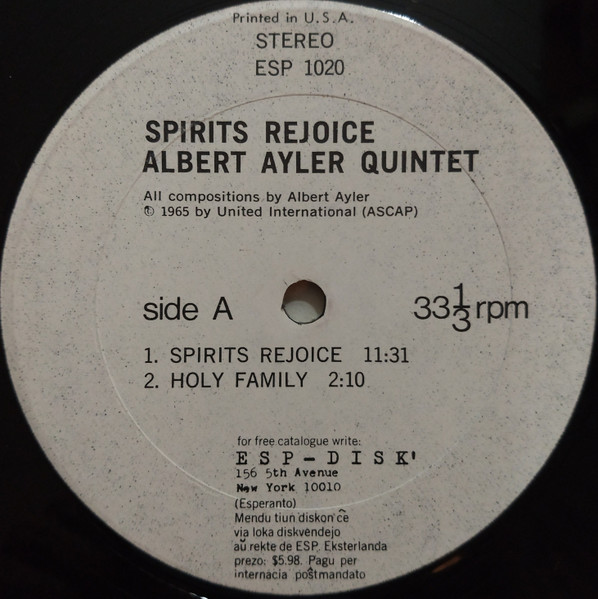 Printed in U.S.A.
STEREO
ESP 1020
SPIRITS REJOICE
ALBERT AYLER QUINTET
All compositions by Albert Ayler
℗ 1965 by United International (ASCAP)
side A
33 1/3 rpm
1. SPIRITS REJOICE 11:31
2. HOLY FAMILY 2:10
for free catalogue write:
ESP-DISK'
156 5th Avenue
New York 10010
(Esperanto)
Mendu tiun diskon ĉe
via loka diskvendejo
aŭ rekte de ESP. Eksterlanda
prezo: $5.98. Pagu per
internacia poŝtmandato